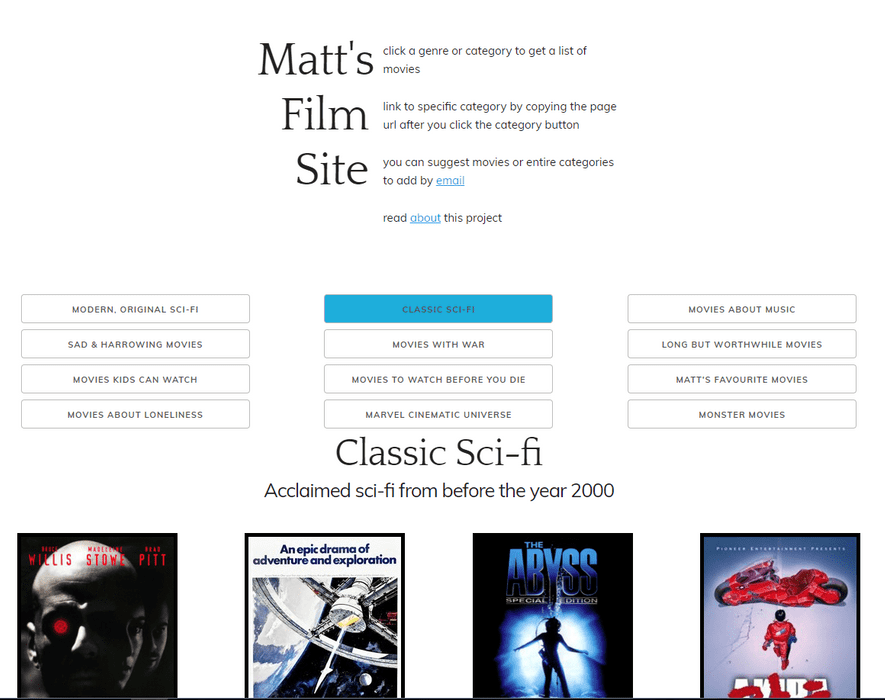 Matt's
Film
Site
click a genre or category to get a list of
movies
link to specific category by copying the page
url after you click the category button
you can suggest movies or entire categories
to add by email
read about this project
MODERN, ORIGINAL SCI-FI
CLASSIC SCI-FI
MOVIES ABOUT MUSIC
SAD & HARROWING MOVIES
MOVIES WITH WAR
LONG BUT WORTHWHILE MOVIES
MOVIES KIDS CAN WATCH
MOVIES TO WATCH BEFORE YOU DIE
MATT'S FAVOURITE MOVIES
MOVIES ABOUT LONELINESS
MARVEL CINEMATIC UNIVERSE
MONSTER MOVIES
Classic Sci-fi
Acclaimed sci-fi from before the year 2000
BRUCE MADELEINE BRAD
WILLIS STOWE PITT
An epic drama of
adventure and exploration
THE
ABYSS
SPECIAL EDITION
PIONEER ENTERTAINMENT PRESENTS